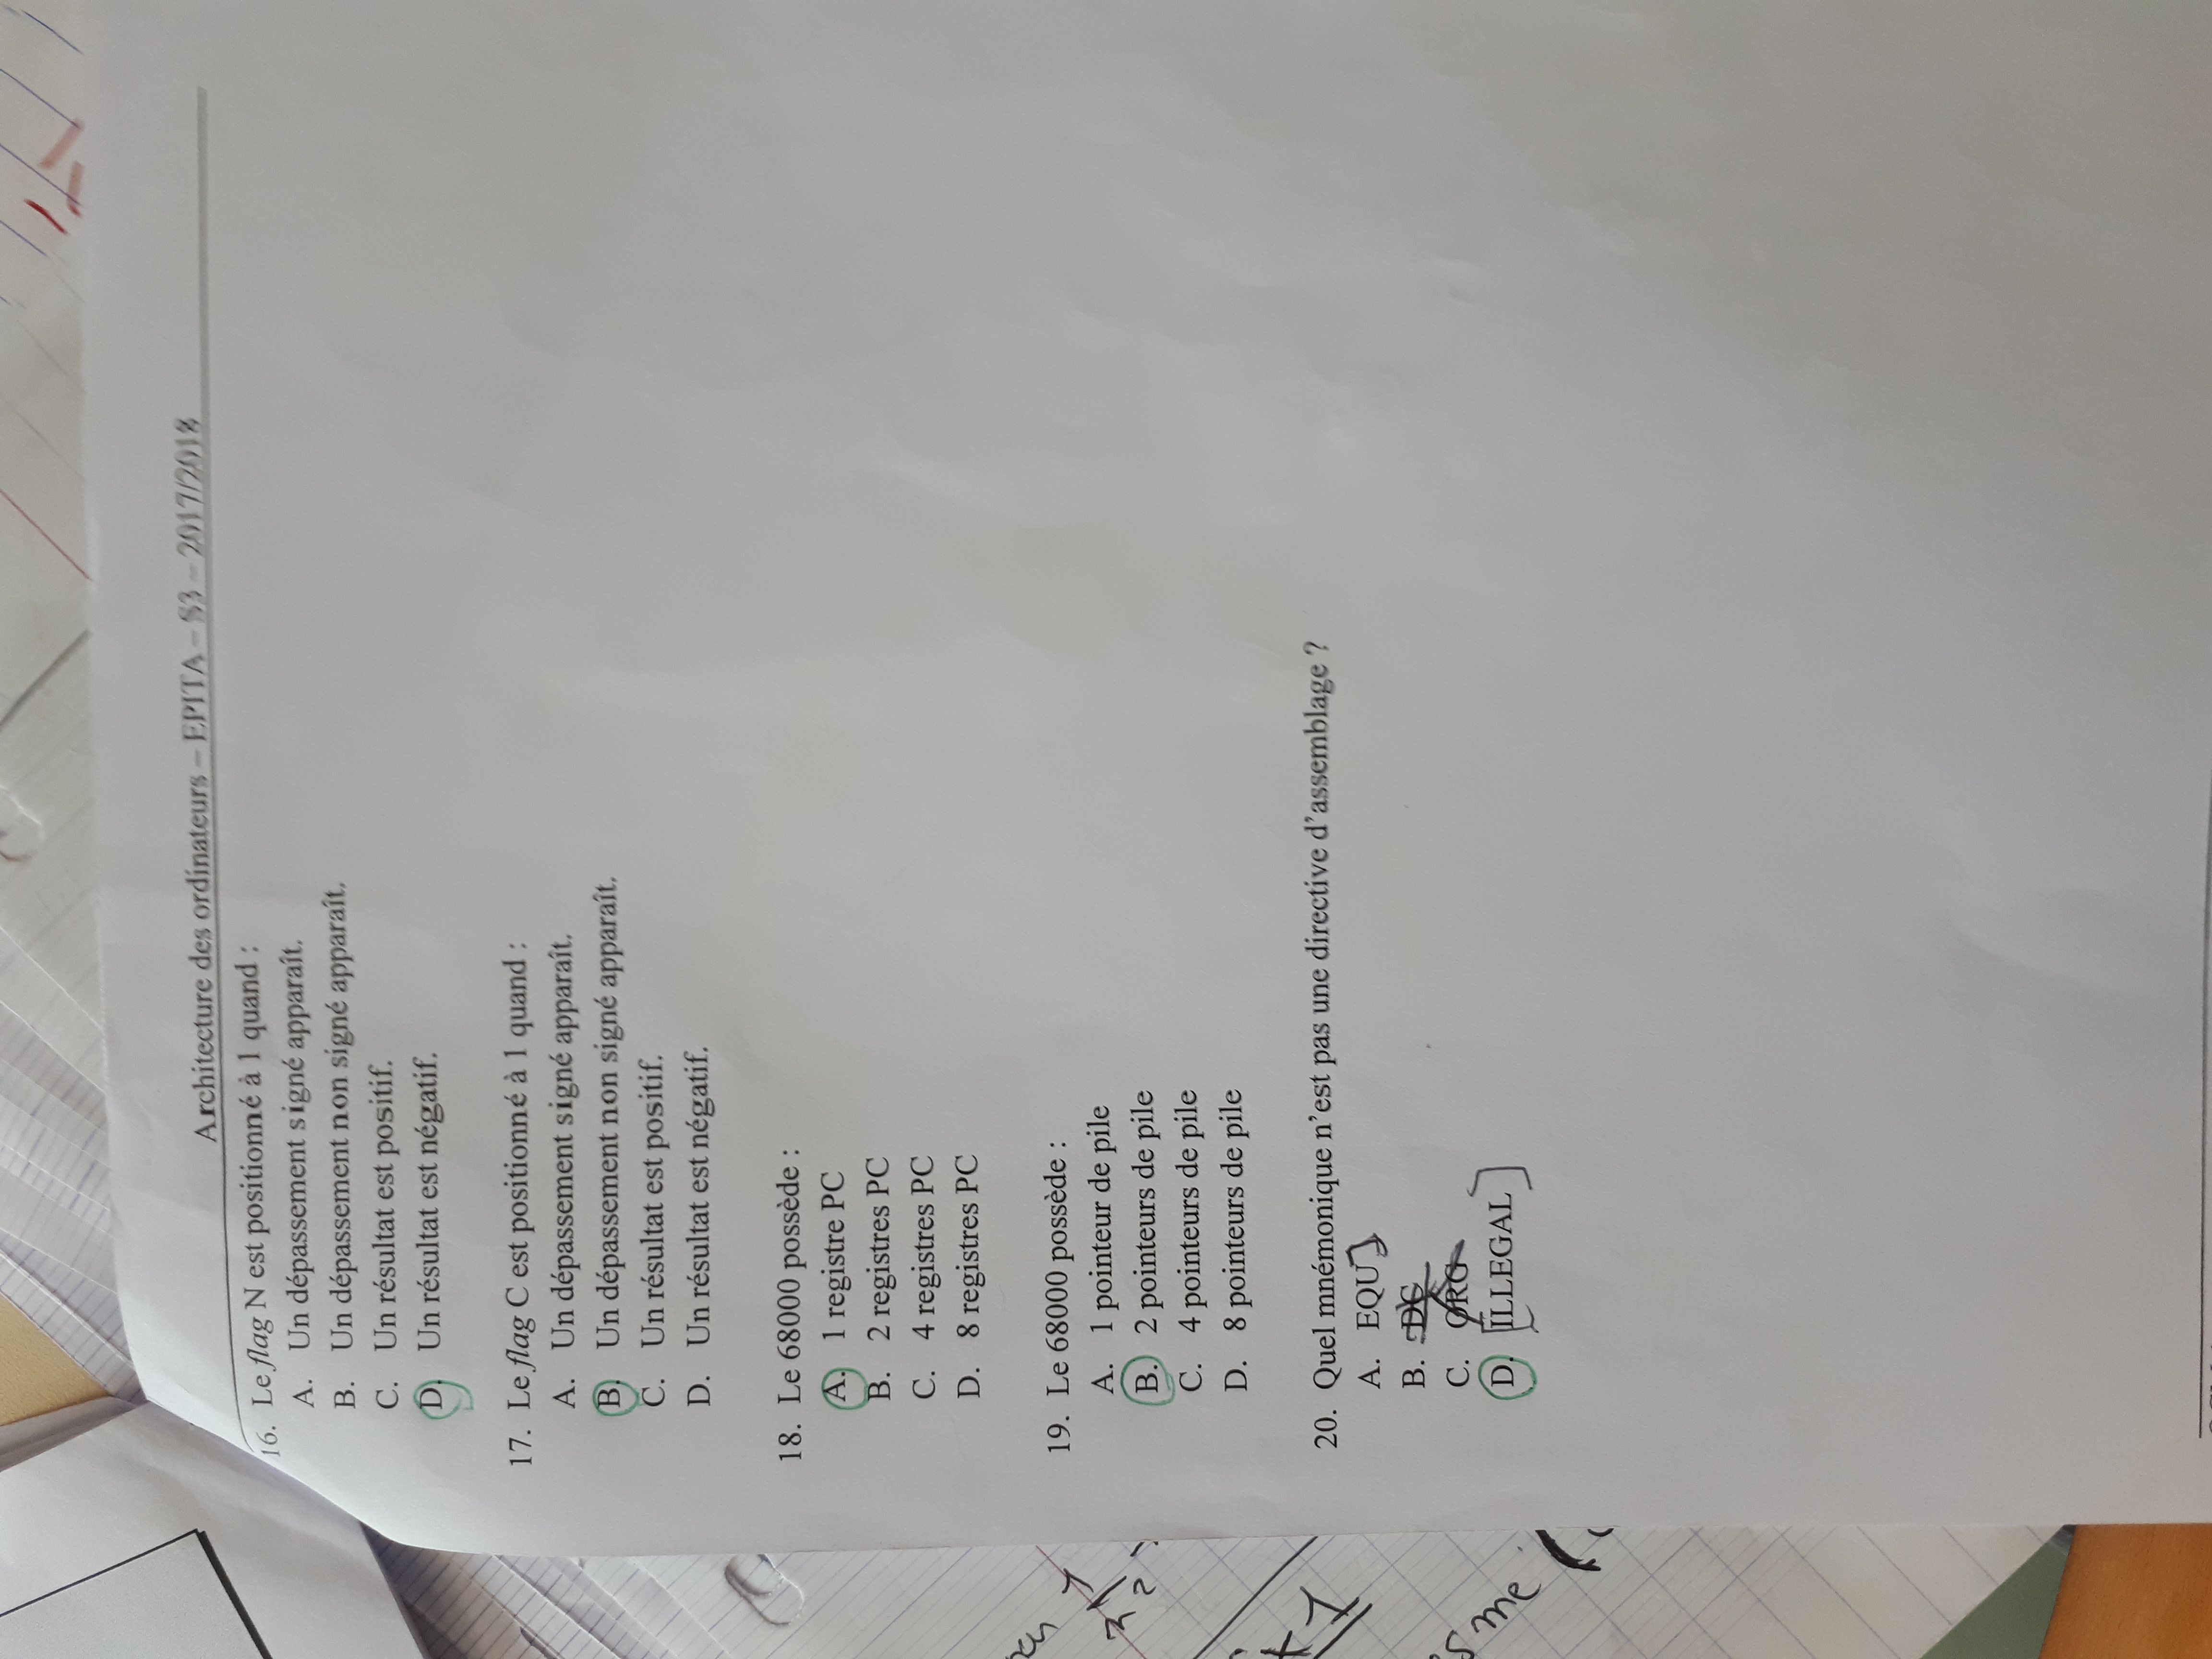 Architecture des ordinateurs – EPITA – S3 – 2017/2018
16. Le flag N est positionné à 1 quand :
A. Un dépassement signé apparaît.
B. Un dépassement non signé apparaît.
C. Un résultat est positif.
D. Un résultat est négatif.
17. Le flag C est positionné à 1 quand :
A. Un dépassement signé apparaît.
B. Un dépassement non signé apparaît.
C. Un résultat est positif.
D. Un résultat est négatif.
18. Le 68000 possède :
A. 1 registre PC
B. 2 registres PC
C. 4 registres PC
D. 8 registres PC
19. Le 68000 possède :
A. 1 pointeur de pile
B. 2 pointeurs de pile
C. 4 pointeurs de pile
D. 8 pointeurs de pile
20. Quel mnémonique n'est pas une directive d'assemblage ?
A. EQU
B. DC
C. ORG
D. ILLEGAL